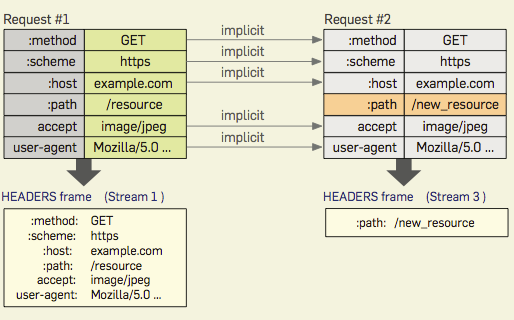 Request #1
:method GET
:scheme https
:host example.com
:path /resource
accept image/jpeg
user-agent Mozilla/5.0 ...
implicit
implicit
implicit
implicit
implicit
Request #2
:method GET
:scheme https
:host example.com
:path /new_resource
accept image/jpeg
user-agent Mozilla/5.0 ...
HEADERS frame (Stream 1 )
:method: GET
:scheme: https
:host: example.com
:path: /resource
accept: image/jpeg
user-agent: Mozilla/5.0 ...
HEADERS frame (Stream 3 )
:path: /new_resource